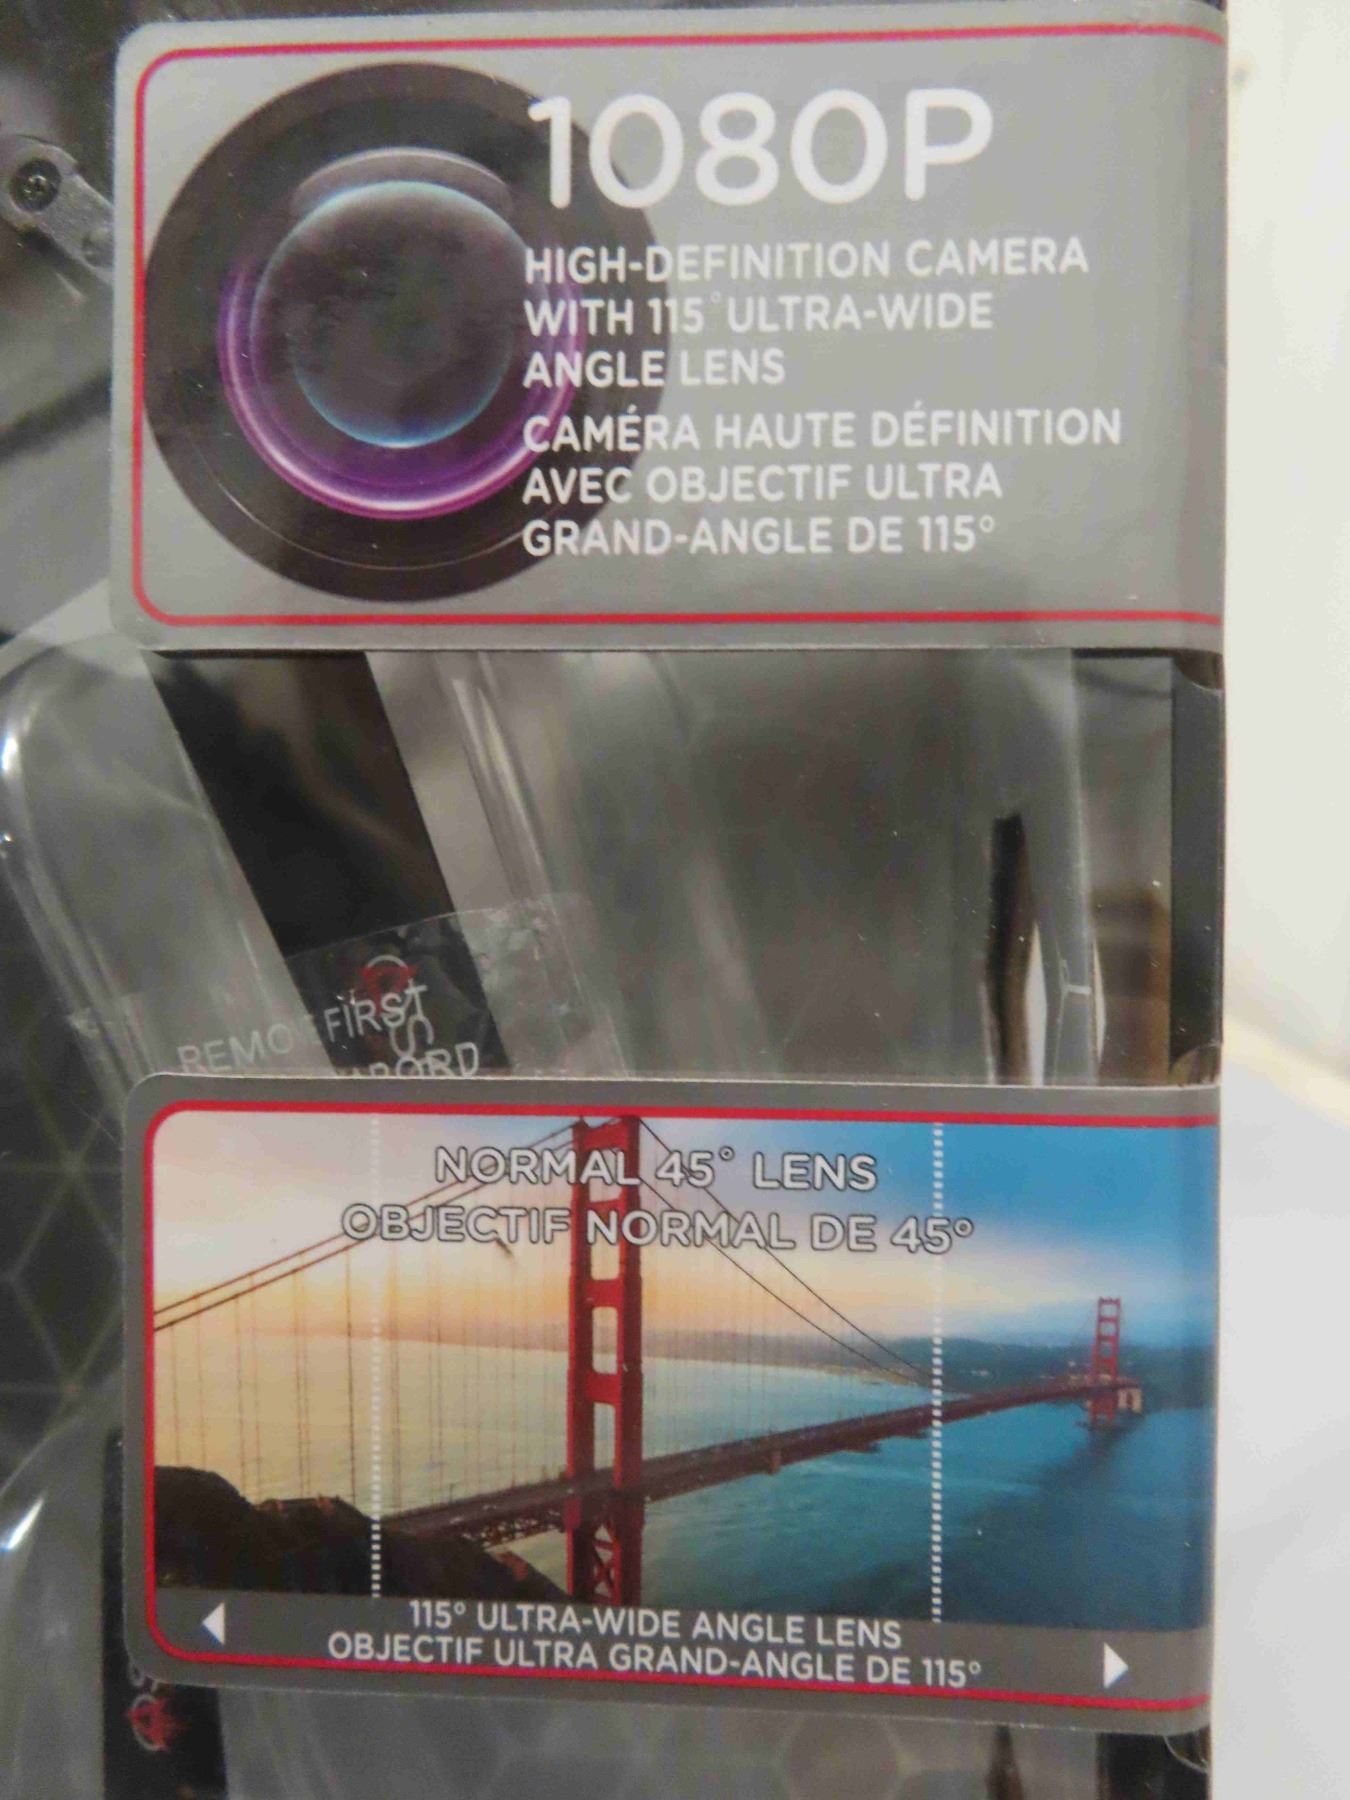 1080P
HIGH-DEFINITION CAMERA
WITH 115° ULTRA-WIDE
ANGLE LENS
CAMÉRA HAUTE DÉFINITION
AVEC OBJECTIF ULTRA
GRAND-ANGLE DE 115°
FIRST
NORMAL 45° LENS
OBJECTIF NORMAL DE 45°
115° ULTRA-WIDE ANGLE LENS
OBJECTIF ULTRA GRAND-ANGLE DE 115°